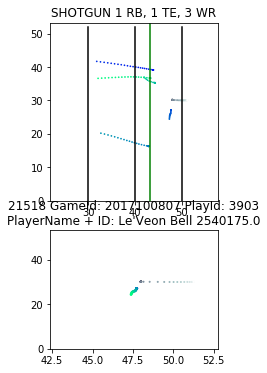 SHOTGUN 1 RB, 1 TE, 3 WR
50
40
30
20
10
0
30 40 50
21518 GameId: 2017100807 PlayId: 3903
PlayerName + ID: Le'Veon Bell 2540175.0
40
20
0
42.5 45.0 47.5 50.0 52.5